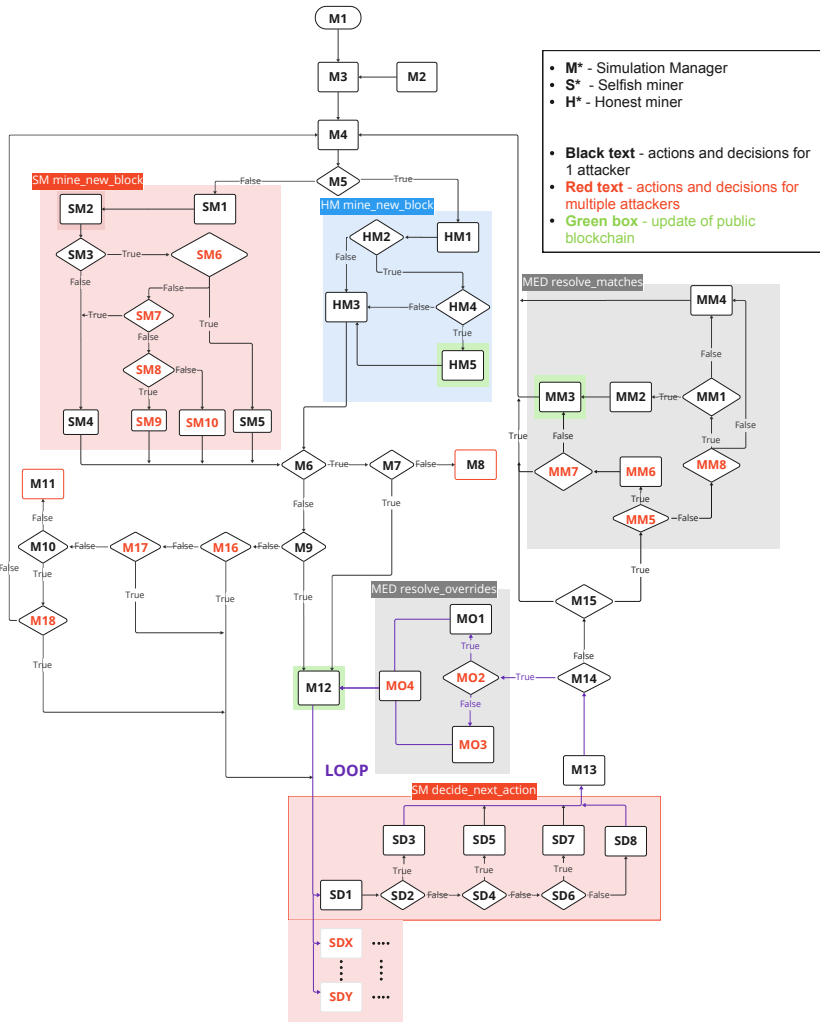 M1
• M* - Simulation Manager
• S* - Selfish miner
• H* - Honest miner
• Black text - actions and decisions for
1 attacker
• Red text - actions and decisions for
multiple attackers
• Green box - update of public
blockchain
M3
M2
M4
M5
False
True
SM mine_new_block
SM2
SM1
SM3
True
SM6
False
False
SM7
True
True
False
SM8
False
True
SM4
SM9
SM10
SM5
HM mine_new_block
HM2
HM1
False
True
HM3
False
HM4
True
HM5
MED resolve_matches
MM4
False
MM3
MM2
True
MM1
True
False
True
False
MM7
MM6
MM8
True
MM5
False
True
M6
True
M7
False
M8
False
True
M11
False
M10
False
M17
False
M16
False
M9
False
True
True
True
True
M18
True
MED resolve_overrides
MO1
True
MO4
MO2
True
False
MO3
M15
False
M14
M12
LOOP
M13
SM decide_next_action
SD3
SD5
SD7
SD8
True
True
True
SD1
SD2
False
SD4
False
SD6
False
SDX
SDY